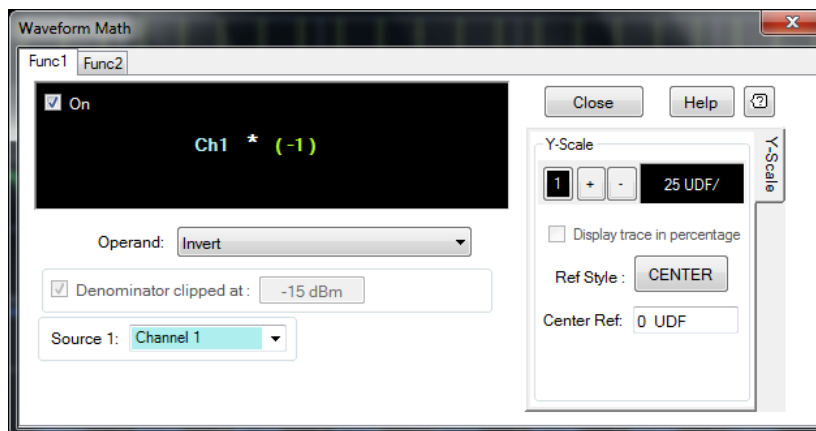 Waveform Math
Func1 Func2
On
Ch1 * (-1)
Close Help
Y-Scale
Y-Scale
1 + - 25 UDF/
Operand: Invert
Display trace in percentage
Denominator clipped at : -15 dBm
Ref Style : CENTER
Source 1: Channel 1
Center Ref: 0 UDF